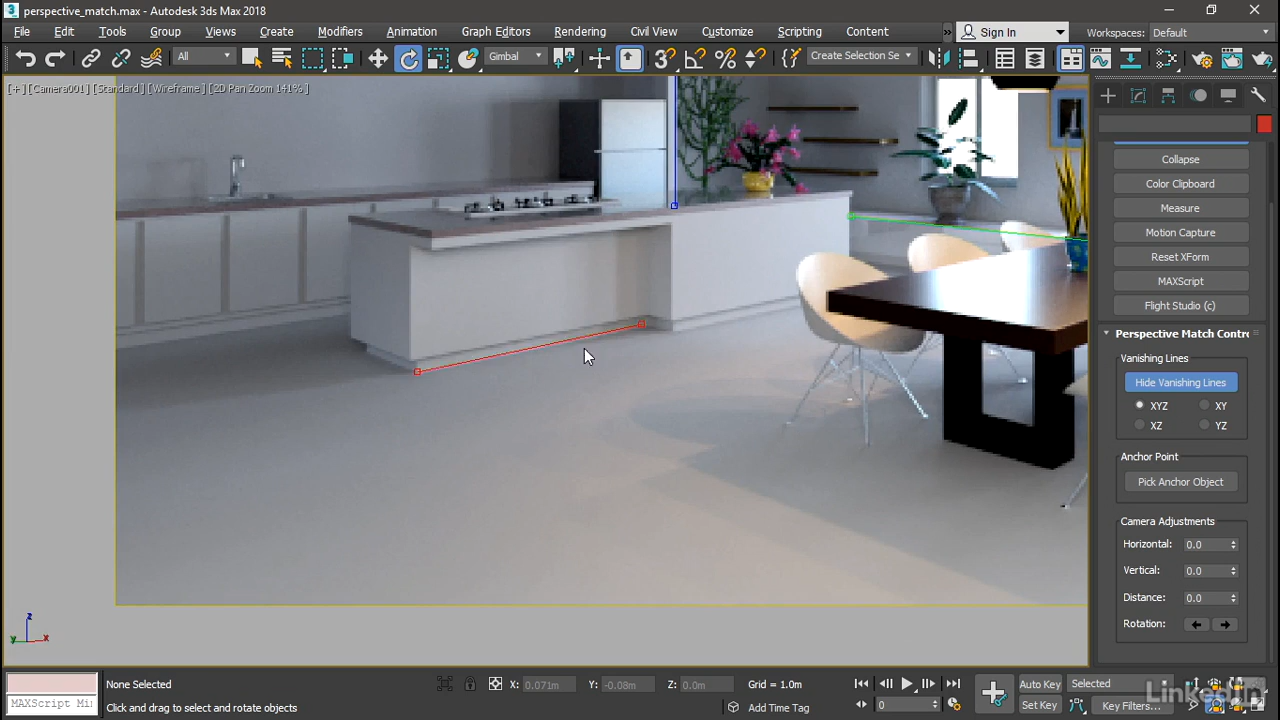 3 perspective_match.max - Autodesk 3ds Max 2018
File Edit Tools Group Views Create Modifiers Animation Graph Editors Rendering Civil View Customize Scripting Content » Sign In Workspaces: Default
All Gimbal Create Selection Se
[+] [Camera001] [Standard] [Wireframe] [2D Pan Zoom 141%]
Collapse
Color Clipboard
Measure
Motion Capture
Reset XForm
MAXScript
Flight Studio (c)
Perspective Match Contro
Vanishing Lines
Hide Vanishing Lines
XYZ XY
XZ YZ
Anchor Point
Pick Anchor Object
Camera Adjustments
Horizontal: 0.0
Vertical: 0.0
Distance: 0.0
Rotation:
z
y x
None Selected X: 0.071m Y: -0.08m Z: 0.0m Grid = 1.0m Auto Key Selected
MAXScript Mi Click and drag to select and rotate objects Add Time Tag 0 Set Key Key Filters...
LinkedIn